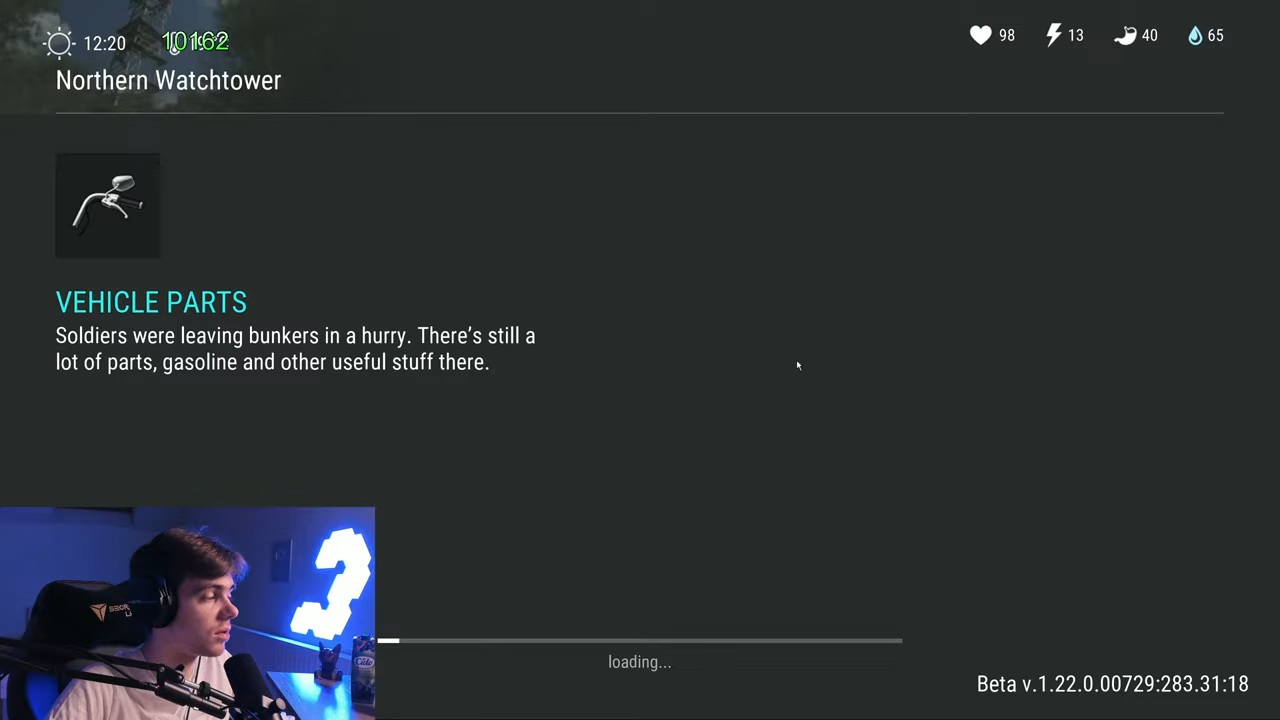 12:20
10162
98
13
40
65
Northern Watchtower
VEHICLE PARTS
Soldiers were leaving bunkers in a hurry. There's still a
lot of parts, gasoline and other useful stuff there.
loading...
Beta v.1.22.0.00729:283.31:18